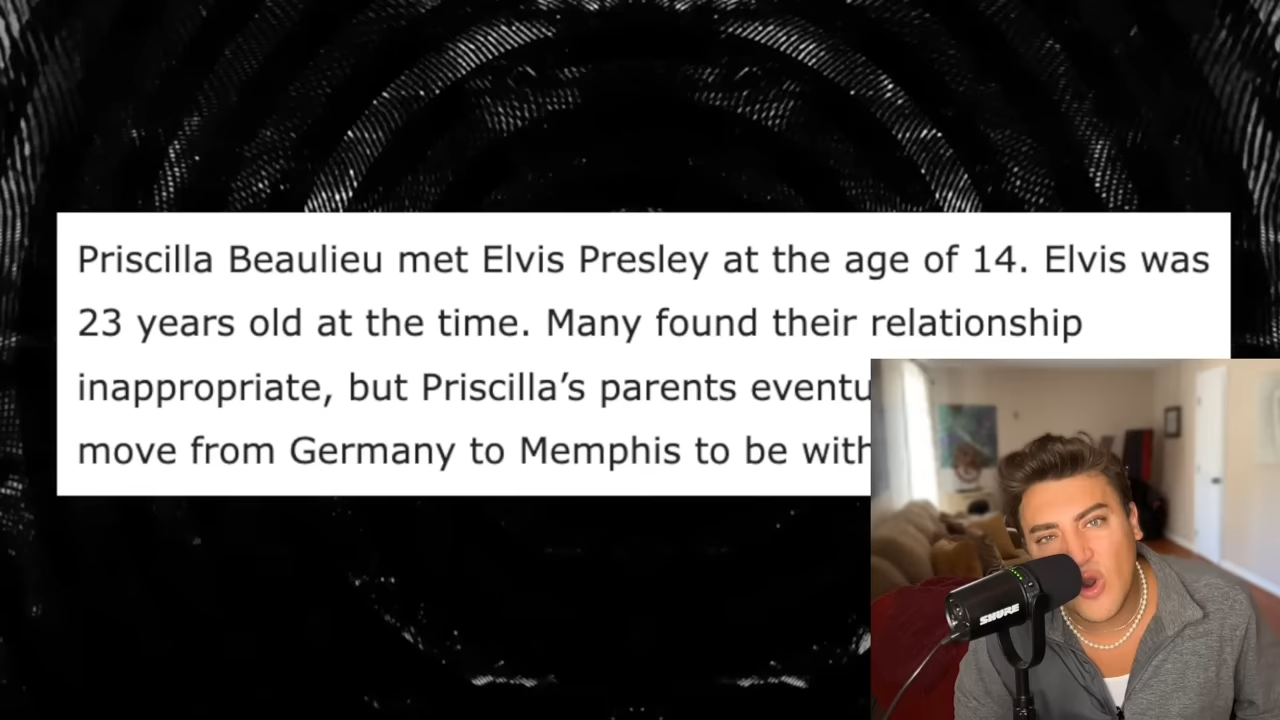 Priscilla Beaulieu met Elvis Presley at the age of 14. Elvis was
23 years old at the time. Many found their relationship
inappropriate, but Priscilla’s parents
move from Germany to Memphis to be with
SHURE